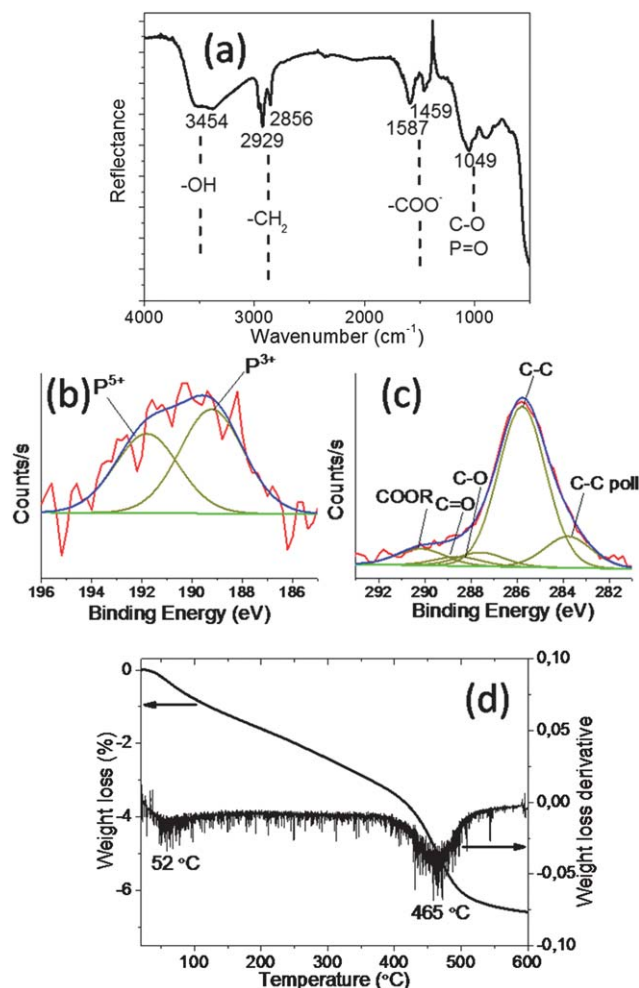 (a)
Reflectance
3454
2929
2856
1587
1459
1049
-OH
-CH₂
-COO⁻
C-O
P=O
4000 3000 2000 1000
Wavenumber (cm⁻¹)
(b)
P⁵⁺
P³⁺
Counts/s
196 194 192 190 188 186
Binding Energy (eV)
(c)
C-C
C-O
COOR
C=O
C-C poll
Counts/s
292 290 288 286 284 282
Binding Energy (eV)
(d)
0
-2
-4
-6
Weight loss (%)
0,10
0,05
0,00
-0,05
-0,10
Weight loss derivative
52 °C
465 °C
100 200 300 400 500 600
Temperature (°C)